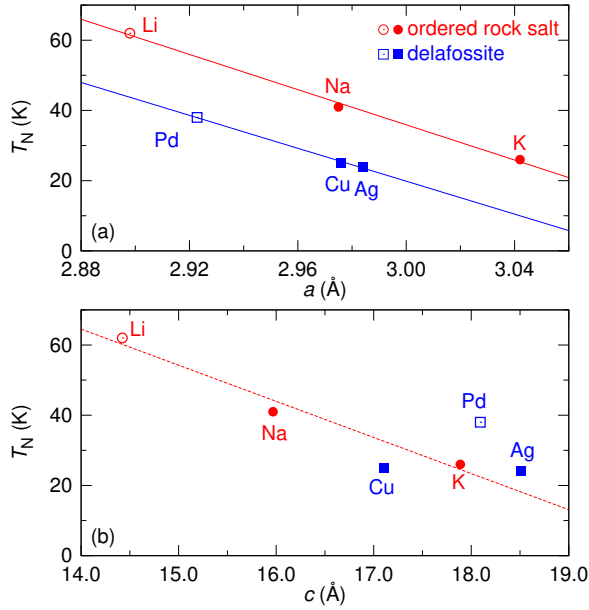 60
40
20
0
T_N (K)
Li
Na
K
Pd
Cu
Ag
ordered rock salt
delafossite
(a)
2.88 2.92 2.96 3.00 3.04
a (Å)
60
40
20
0
T_N (K)
Li
Na
Pd
Ag
K
Cu
(b)
14.0 15.0 16.0 17.0 18.0 19.0
c (Å)